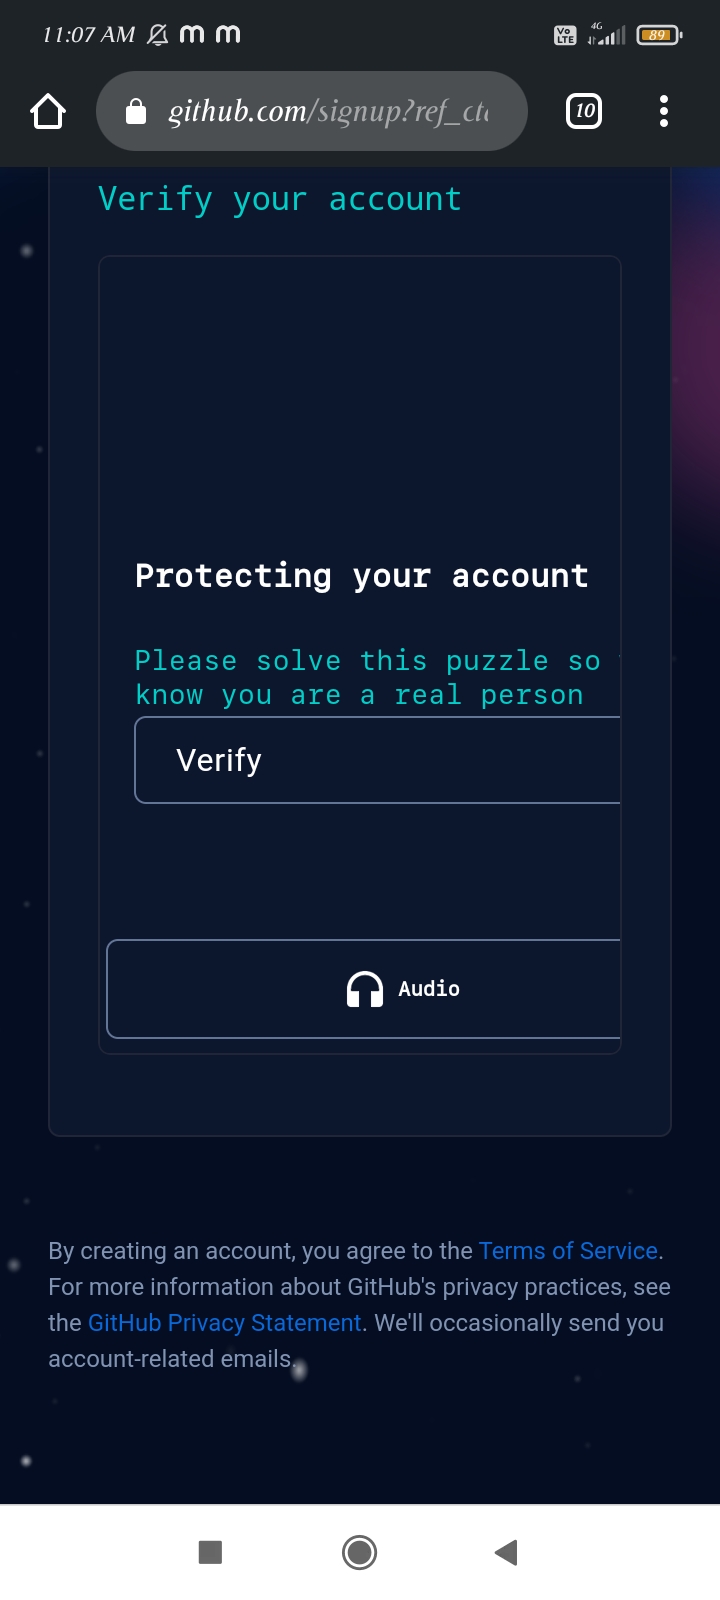 11:07 AM
Vo LTE 4G 89
github.com/signup?ref_cta
10
Verify your account
Protecting your account
Please solve this puzzle so
know you are a real person
Verify
Audio
By creating an account, you agree to the Terms of Service.
For more information about GitHub's privacy practices, see
the GitHub Privacy Statement. We'll occasionally send you
account-related emails.